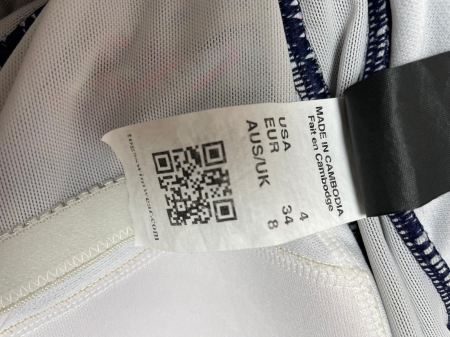 MADE IN CAMBODIA
Fait en Cambodge
USA 4
EUR 34
AUS/UK 8